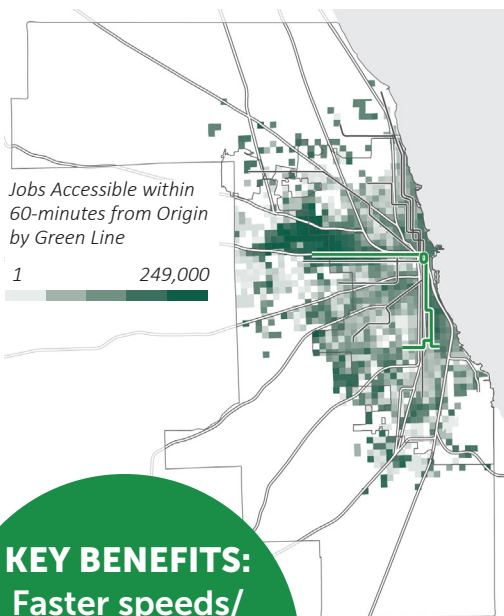 Jobs Accessible within
60-minutes from Origin
by Green Line
1 249,000
KEY BENEFITS:
Faster speeds/